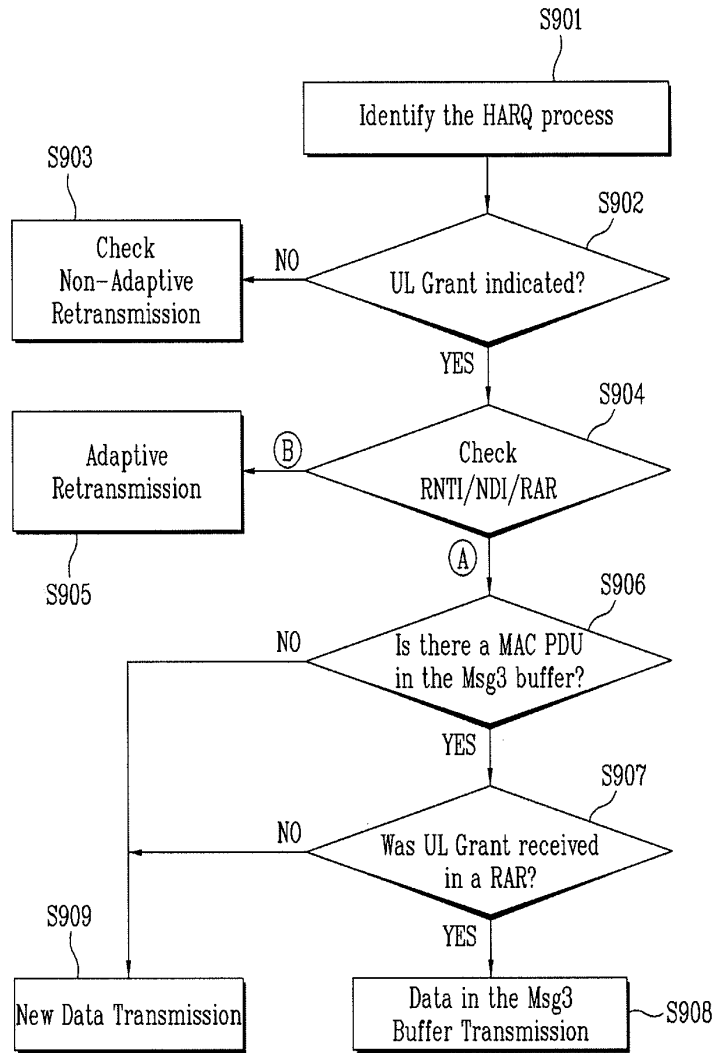 S901
Identify the HARQ process
S903
S902
Check
Non-Adaptive
Retransmission
NO
UL Grant indicated?
YES
S904
Adaptive
Retransmission
B
Check
RNTI/NDI/RAR
S905
A
S906
NO
Is there a MAC PDU
in the Msg3 buffer?
YES
S907
NO
Was UL Grant received
in a RAR?
S909
YES
New Data Transmission
Data in the Msg3
Buffer Transmission
S908